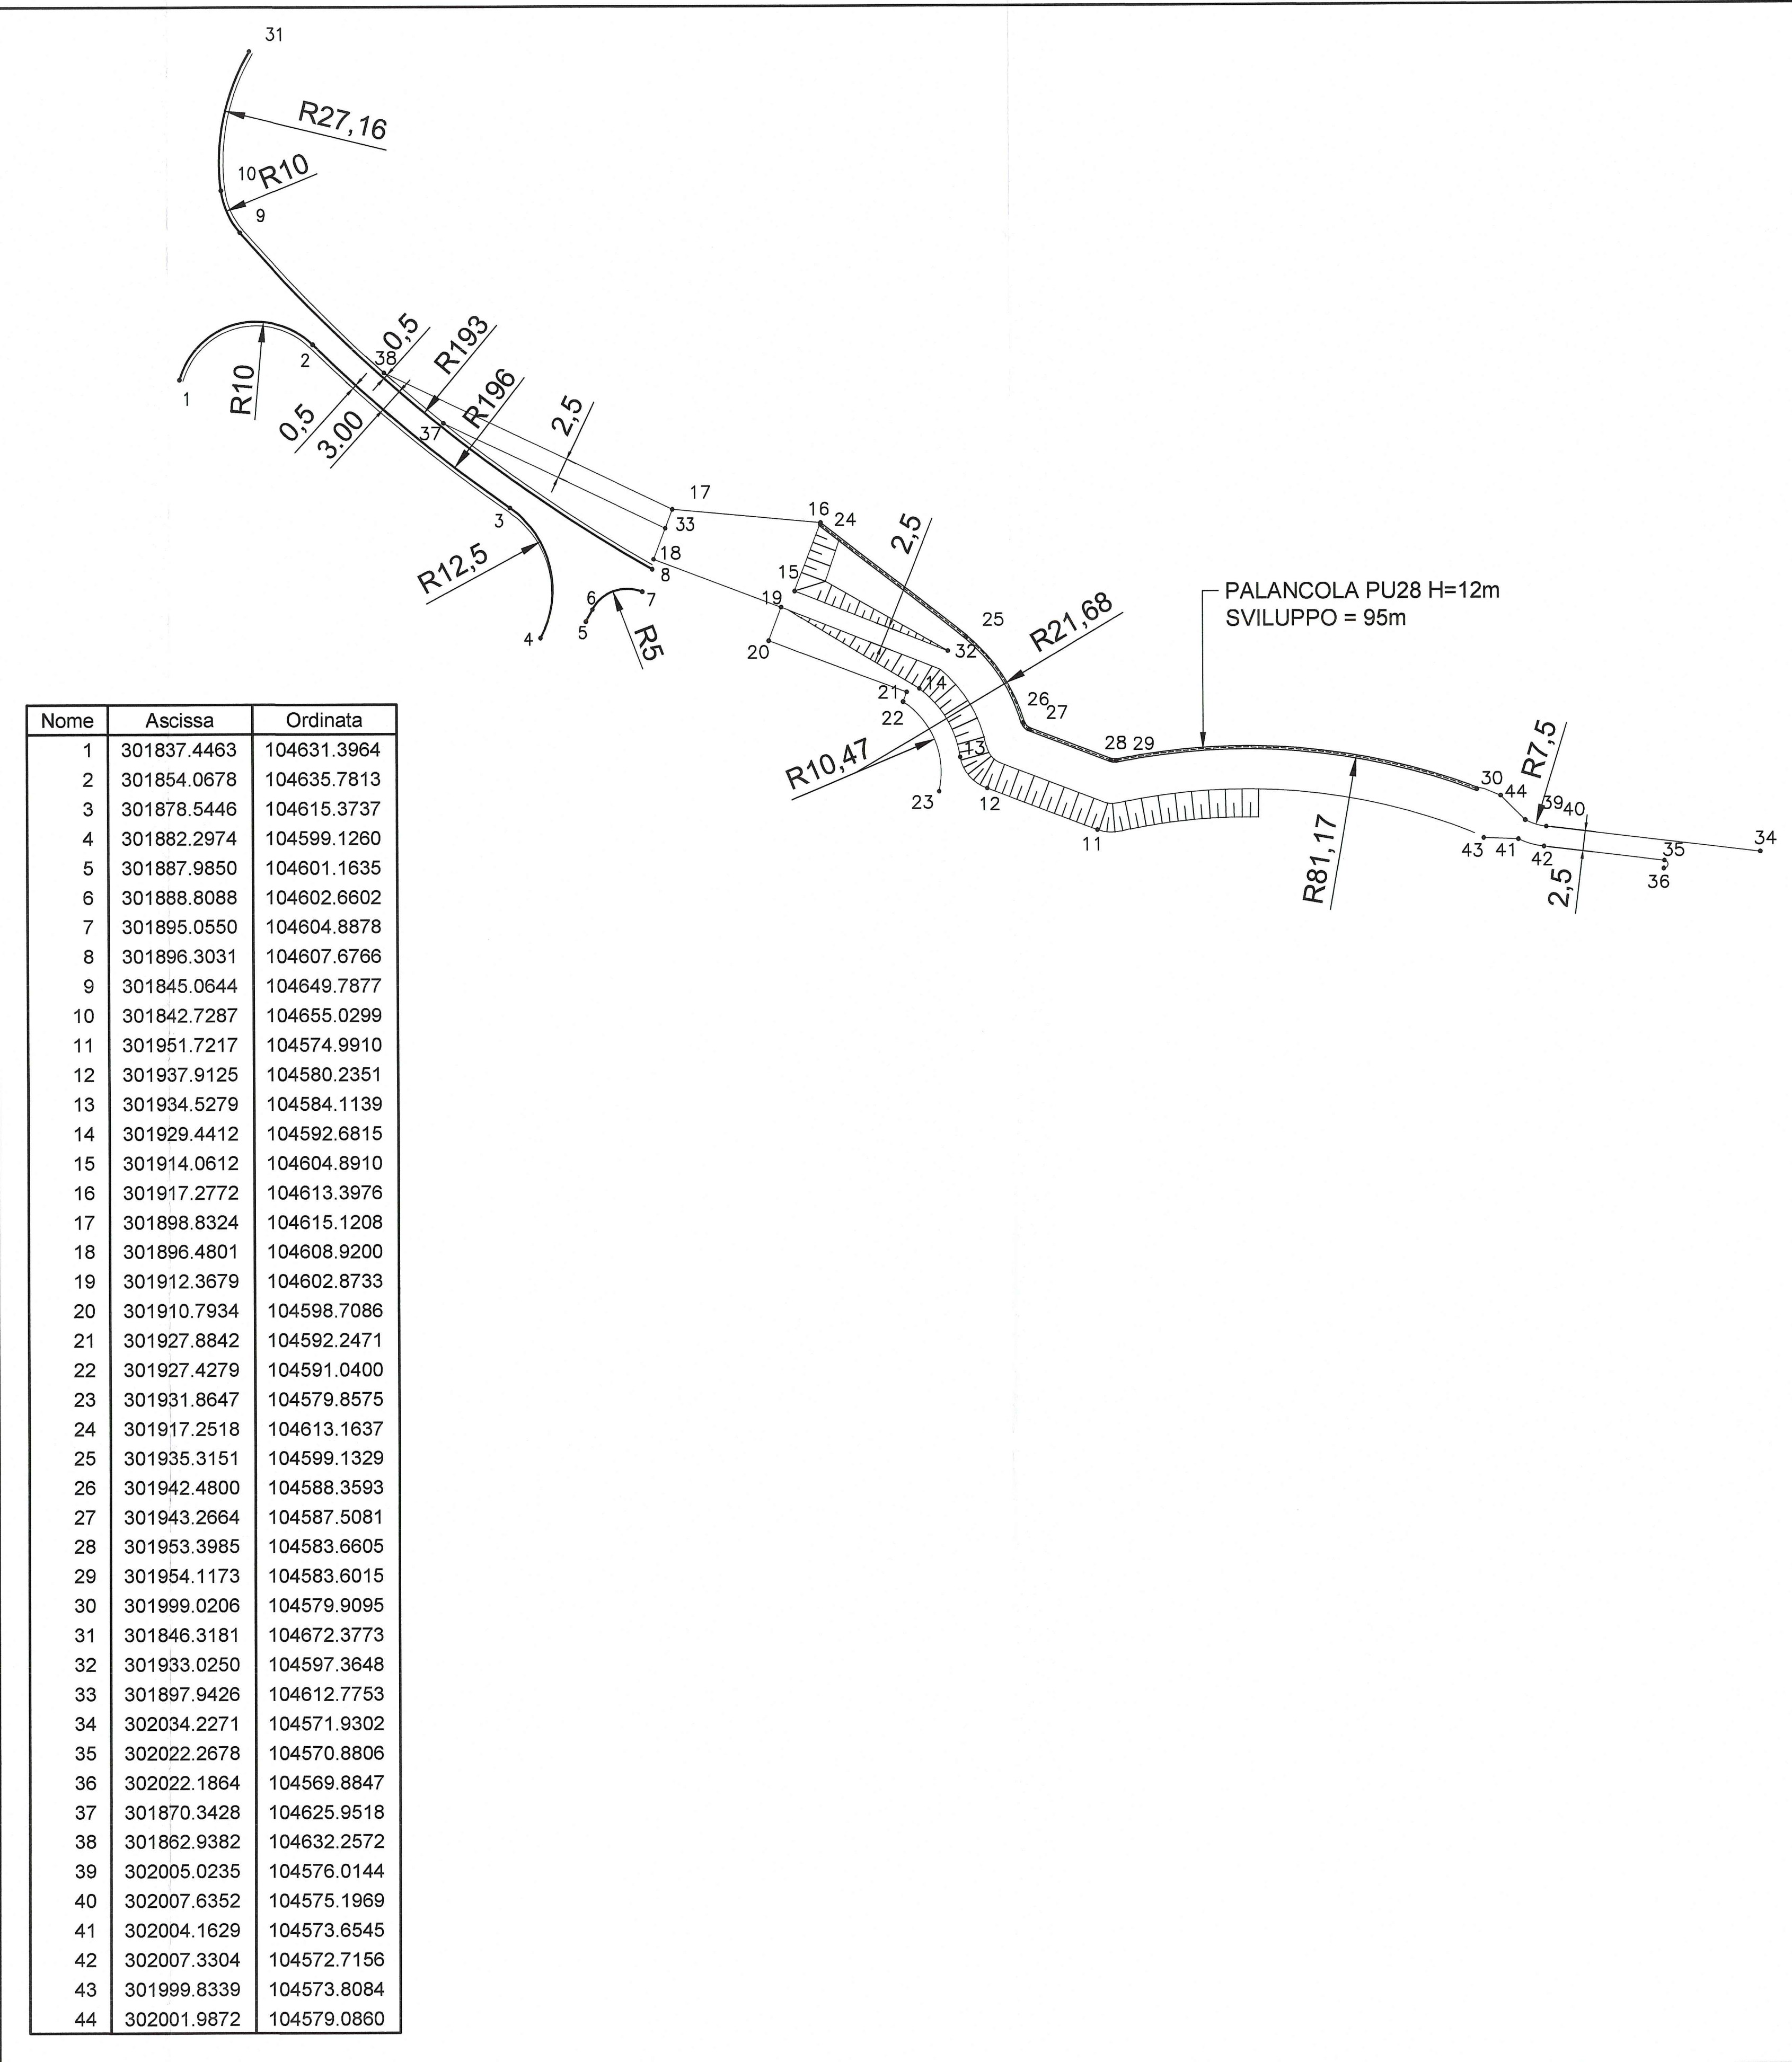 31
R27,16
10
R10
9
38
0,5
R193
2
1
R10
0,5
3.00
37
R196
2,5
17
16
24
2,5
33
3
18
8
R12,5
15
6
7
19
25
5
4
R5
20
32
R21,68
PALANCOLA PU28 H=12m
SVILUPPO = 95m
21
14
22
26
27
13
28
29
R10,47
23
12
11
30
44
R7,5
39
40
34
43
41
42
35
36
R81,17
2,5
Nome Ascissa Ordinata
1 301837.4463 104631.3964
2 301854.0678 104635.7813
3 301878.5446 104615.3737
4 301882.2974 104599.1260
5 301887.9850 104601.1635
6 301888.8088 104602.6602
7 301895.0550 104604.8878
8 301896.3031 104607.6766
9 301845.0644 104649.7877
10 301842.7287 104655.0299
11 301951.7217 104574.9910
12 301937.9125 104580.2351
13 301934.5279 104584.1139
14 301929.4412 104592.6815
15 301914.0612 104604.8910
16 301917.2772 104613.3976
17 301898.8324 104615.1208
18 301896.4801 104608.9200
19 301912.3679 104602.8733
20 301910.7934 104598.7086
21 301927.8842 104592.2471
22 301927.4279 104591.0400
23 301931.8647 104579.8575
24 301917.2518 104613.1637
25 301935.3151 104599.1329
26 301942.4800 104588.3593
27 301943.2664 104587.5081
28 301953.3985 104583.6605
29 301954.1173 104583.6015
30 301999.0206 104579.9095
31 301846.3181 104672.3773
32 301933.0250 104597.3648
33 301897.9426 104612.7753
34 302034.2271 104571.9302
35 302022.2678 104570.8806
36 302022.1864 104569.8847
37 301870.3428 104625.9518
38 301862.9382 104632.2572
39 302005.0235 104576.0144
40 302007.6352 104575.1969
41 302004.1629 104573.6545
42 302007.3304 104572.7156
43 301999.8339 104573.8084
44 302001.9872 104579.0860